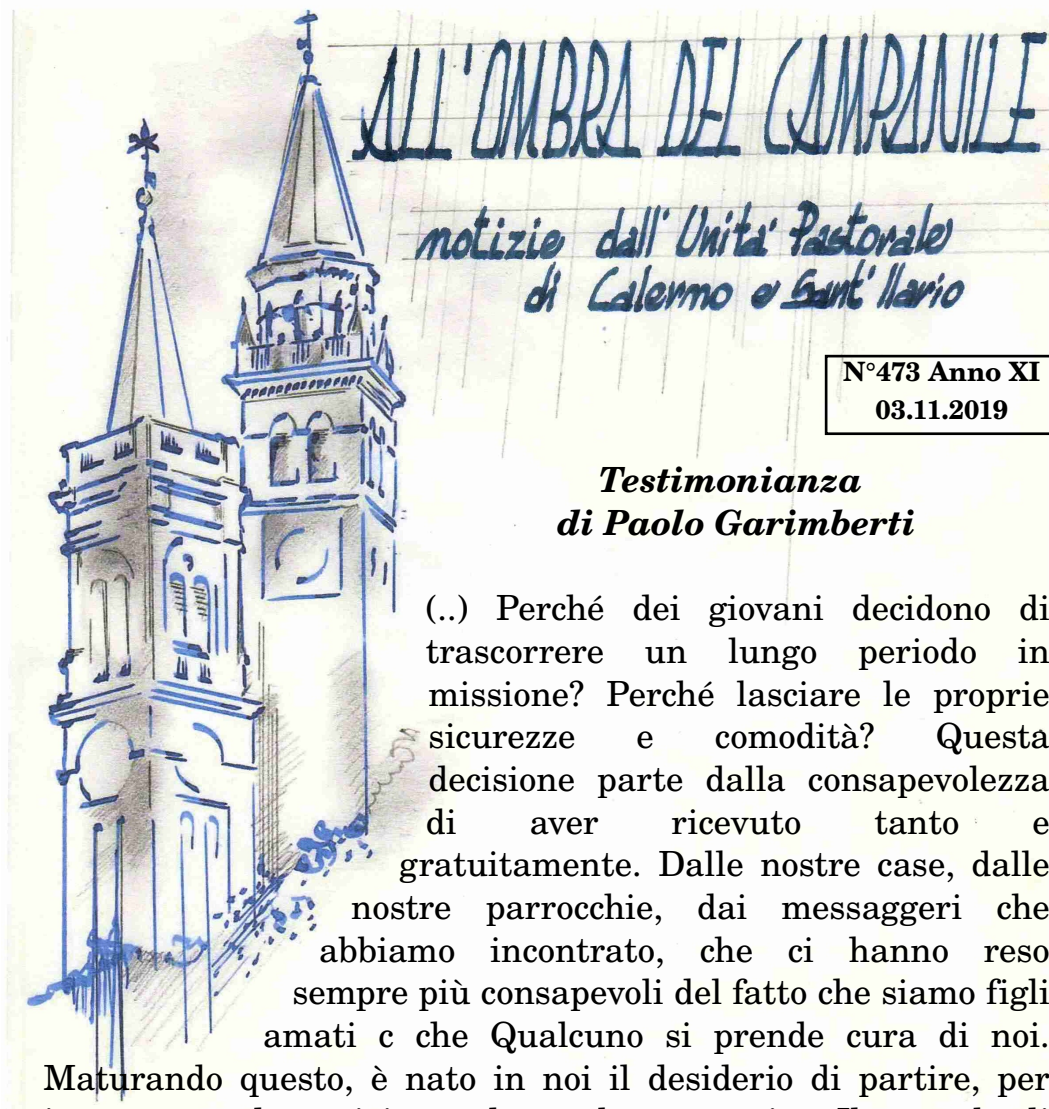 ALL'OMBRA DEL CAMPANILE
notizie dall'Unita' Pastorale
di Calerno e Sant'Ilario
N°473 Anno XI
03.11.2019
Testimonianza
di Paolo Garimberti
(..) Perché dei giovani decidono di
trascorrere un lungo periodo in
missione? Perché lasciare le proprie
sicurezze e comodità? Questa
decisione parte dalla consapevolezza
di aver ricevuto tanto e
gratuitamente. Dalle nostre case, dalle
nostre parrocchie, dai messaggeri che
abbiamo incontrato, che ci hanno reso
sempre più consapevoli del fatto che siamo figli
amati c che Qualcuno si prende cura di noi.
Maturando questo, è nato in noi il desiderio di partire, per